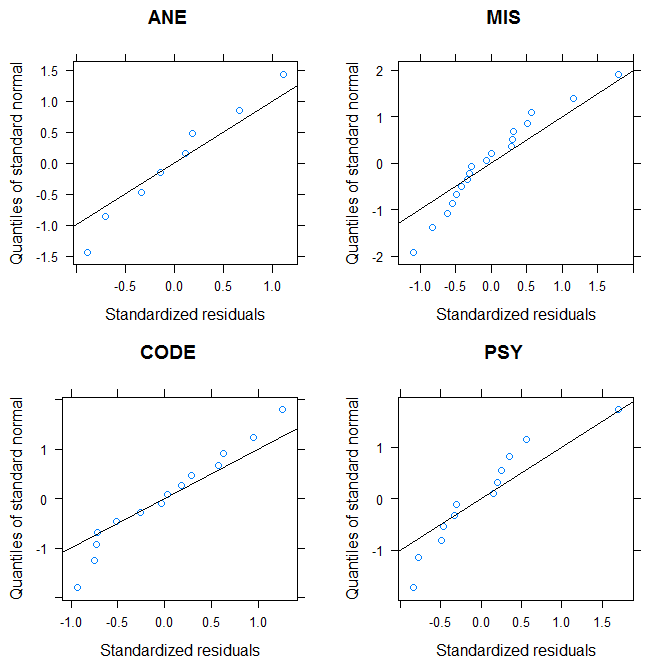 ANE
Quantiles of standard normal
1.5
1.0
0.5
0.0
-0.5
-1.0
-1.5
-0.5 0.0 0.5 1.0
Standardized residuals
MIS
Quantiles of standard normal
2
1
0
-1
-2
-1.0 -0.5 0.0 0.5 1.0 1.5
Standardized residuals
CODE
Quantiles of standard normal
1
0
-1
-1.0 -0.5 0.0 0.5 1.0
Standardized residuals
PSY
Quantiles of standard normal
1
0
-1
-0.5 0.0 0.5 1.0 1.5
Standardized residuals